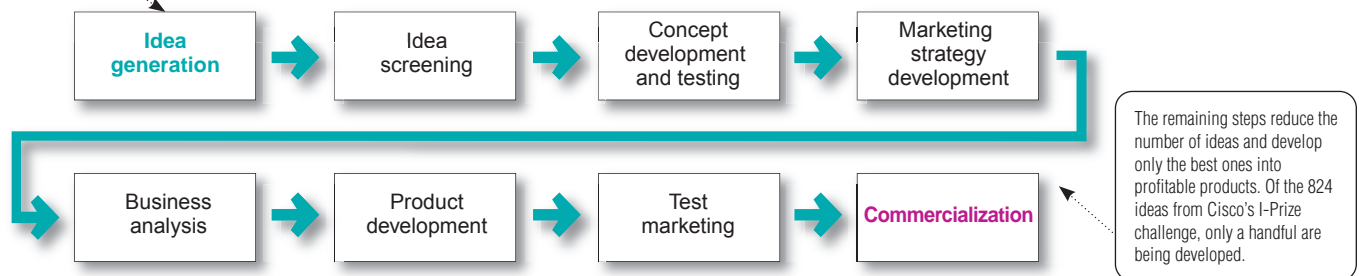 Idea
generation
Idea
screening
Concept
development
and testing
Marketing
strategy
development
Business
analysis
Product
development
Test
marketing
Commercialization
The remaining steps reduce the
number of ideas and develop
only the best ones into
profitable products. Of the 824
ideas from Cisco’s I-Prize
challenge, only a handful are
being developed.